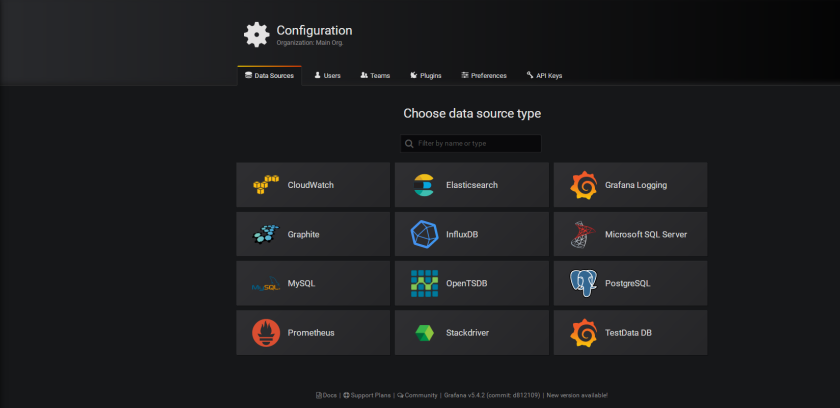 Configuration
Organization: Main Org.
Data Sources Users Teams Plugins Preferences API Keys
Choose data source type
Filter by name or type
CloudWatch Elasticsearch Grafana Logging
Graphite InfluxDB Microsoft SQL Server
MySQL MySQL OpenTSDB PostgreSQL
Prometheus Stackdriver TestData DB
Docs | Support Plans | Community | Grafana v5.4.2 (commit: d812109) | New version available!